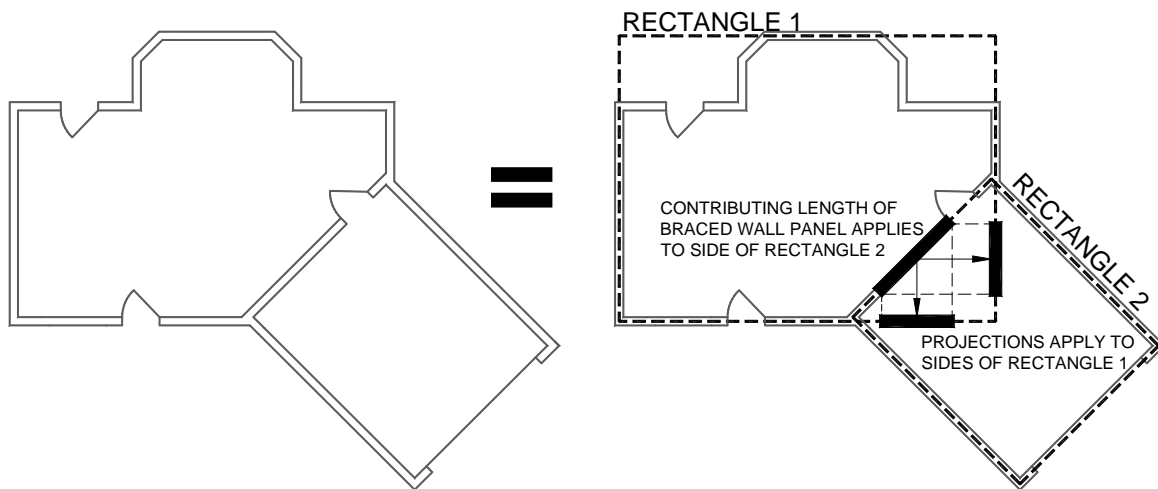 RECTANGLE 1
RECTANGLE 2
CONTRIBUTING LENGTH OF
BRACED WALL PANEL APPLIES
TO SIDE OF RECTANGLE 2
PROJECTIONS APPLY TO
SIDES OF RECTANGLE 1